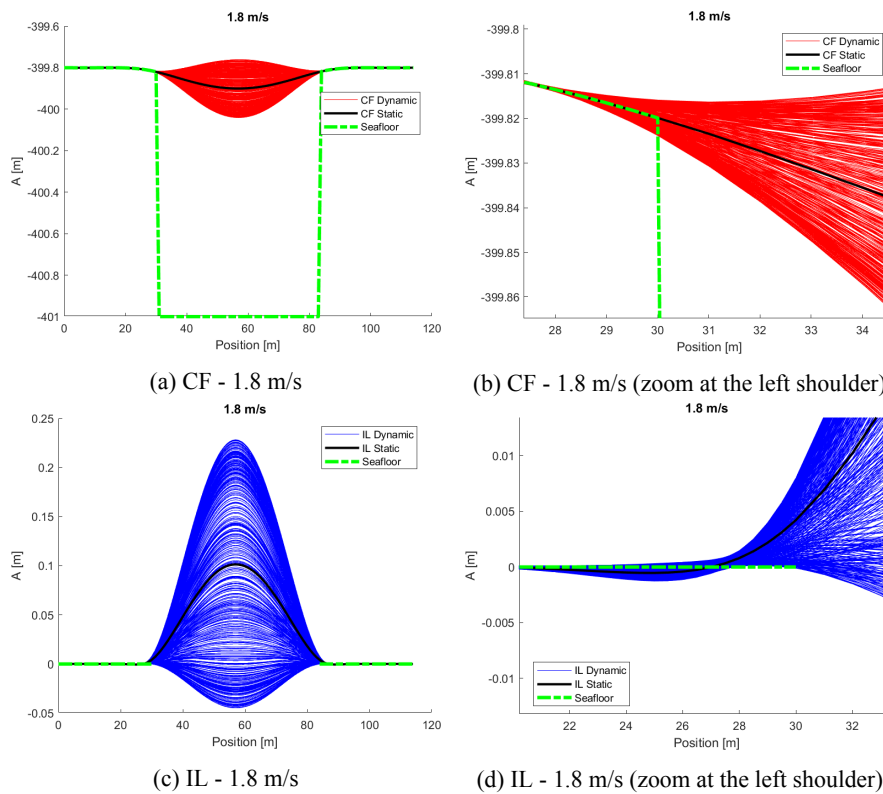 1.8 m/s
A [m]
-399.6
-399.8
-400
-400.2
-400.4
-400.6
-400.8
-401
CF Dynamic
CF Static
Seafloor
0 20 40 60 80 100 120
Position [m]
(a) CF - 1.8 m/s
1.8 m/s
A [m]
-399.8
-399.81
-399.82
-399.83
-399.84
-399.85
-399.86
CF Dynamic
CF Static
Seafloor
28 29 30 31 32 33 34
Position [m]
(b) CF - 1.8 m/s (zoom at the left shoulder)
1.8 m/s
A [m]
0.25
0.2
0.15
0.1
0.05
0
-0.05
IL Dynamic
IL Static
Seafloor
0 20 40 60 80 100 120
Position [m]
(c) IL - 1.8 m/s
1.8 m/s
A [m]
0.01
0.005
0
-0.005
-0.01
IL Dynamic
IL Static
Seafloor
22 24 26 28 30 32
Position [m]
(d) IL - 1.8 m/s (zoom at the left shoulder)